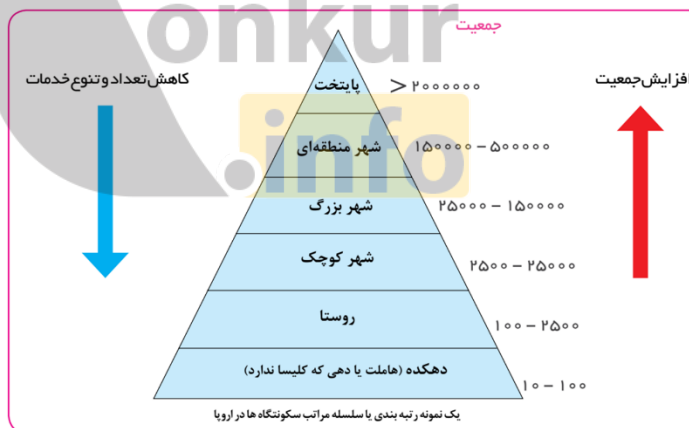 onkur
.info
جمعیت
کاهش تعداد و تنوع خدمات
افزایش جمعیت
پایتخت
> ۲۰۰۰۰۰۰
شهر منطقه‌ای
۱۵۰۰۰۰ – ۵۰۰۰۰۰
شهر بزرگ
۲۵۰۰۰ – ۱۵۰۰۰۰
شهر کوچک
۲۵۰۰ – ۲۵۰۰۰
روستا
۱۰۰ – ۲۵۰۰
دهکده (هاملت یا دهی که کلیسا ندارد)
۱۰ – ۱۰۰
یک نمونه رتبه بندی یا سلسله مراتب سکونتگاه ها در اروپا